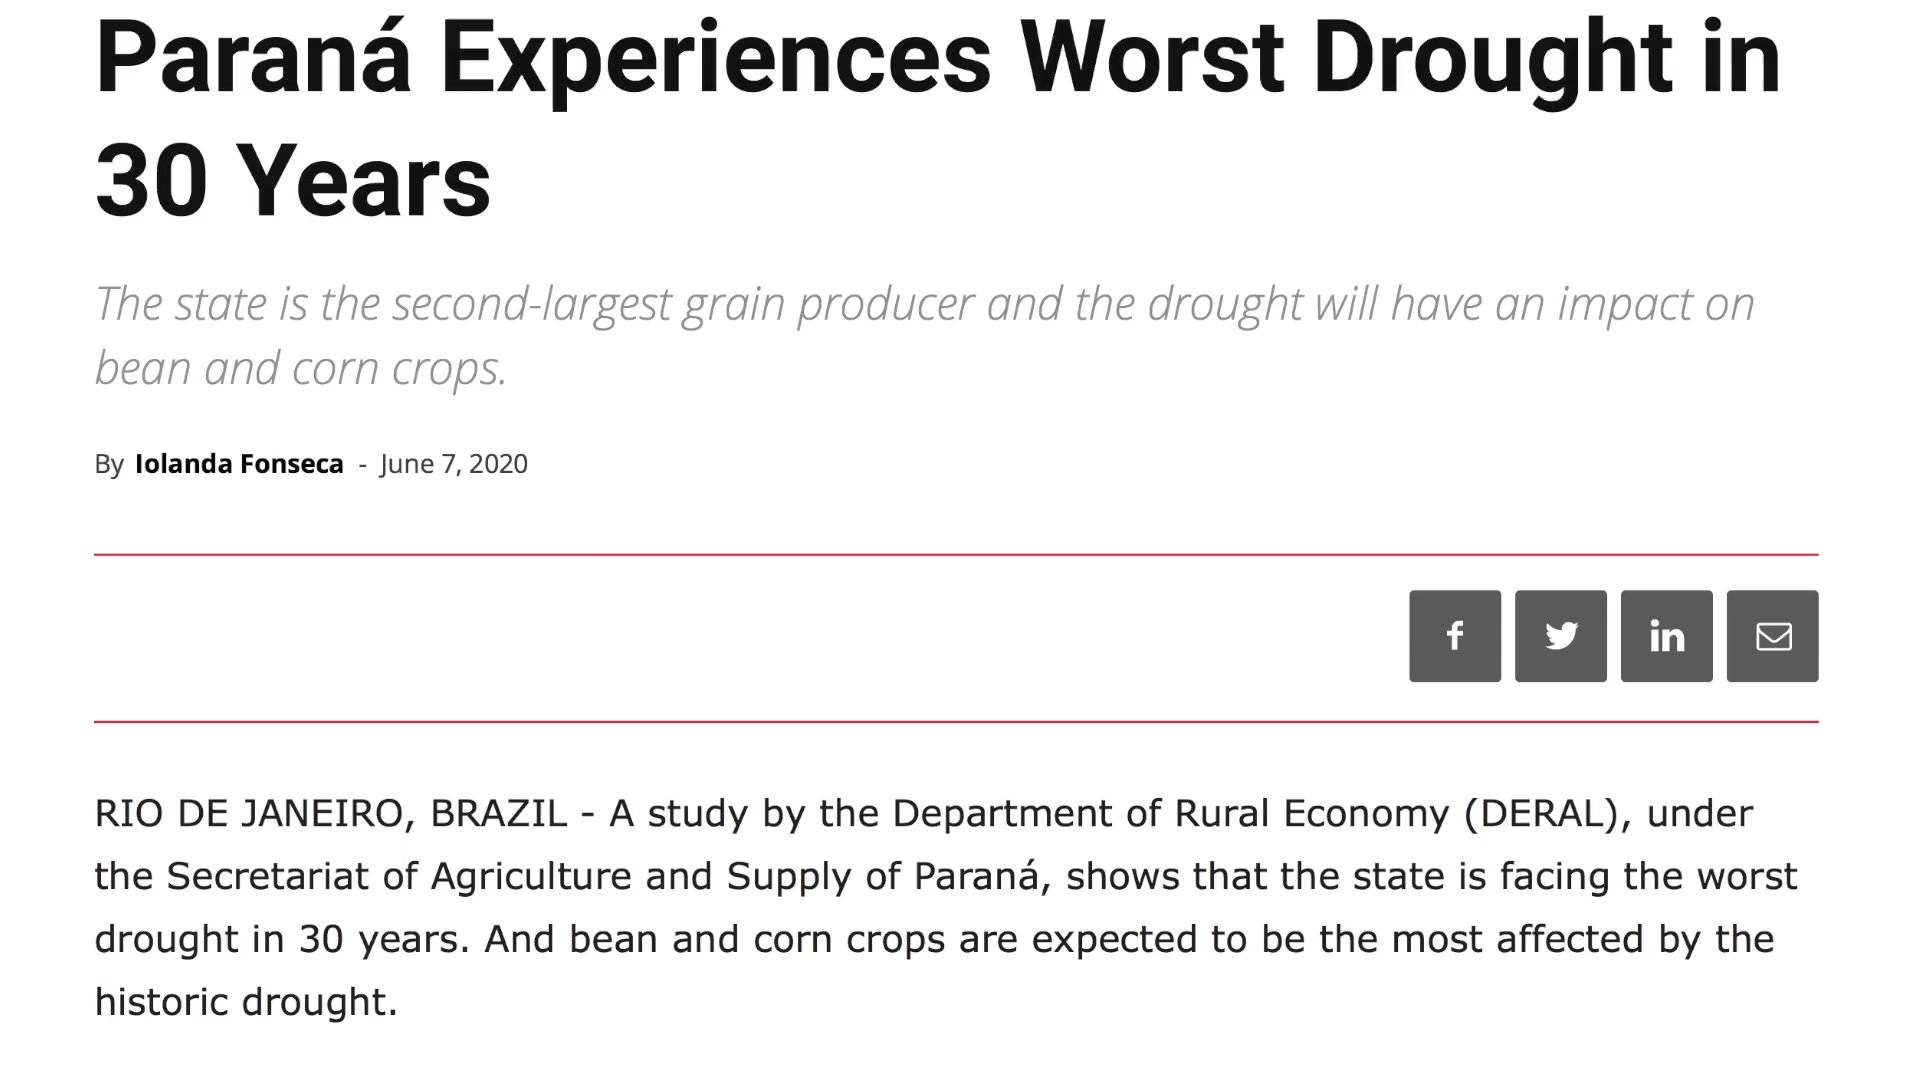 Paraná Experiences Worst Drought in
30 Years
The state is the second-largest grain producer and the drought will have an impact on
bean and corn crops.
By Iolanda Fonseca - June 7, 2020
f in
RIO DE JANEIRO, BRAZIL - A study by the Department of Rural Economy (DERAL), under
the Secretariat of Agriculture and Supply of Paraná, shows that the state is facing the worst
drought in 30 years. And bean and corn crops are expected to be the most affected by the
historic drought.